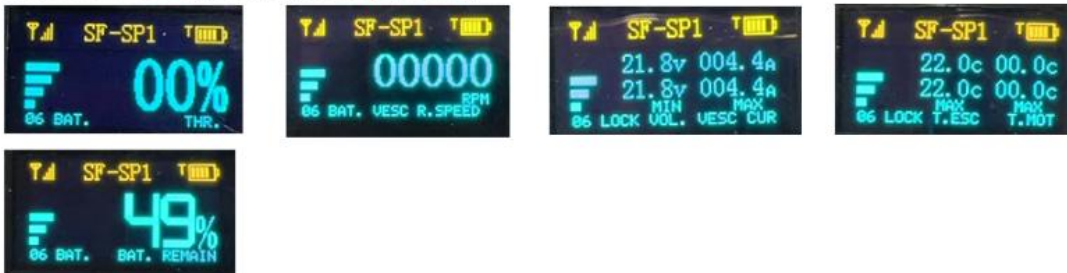 SF-SP1 T
00%
06 BAT. THR.
SF-SP1 T
00000
RPM
06 BAT. VESC R.SPEED
SF-SP1 T
21.8v 004.4A
21.8v 004.4A
MIN MAX
06 LOCK VOL. VESC CUR
SF-SP1 T
22.0c 00.0c
22.0c 00.0c
MAX MAX
06 LOCK T.ESC T.MOT
SF-SP1 T
49%
06 BAT. BAT. REMAIN